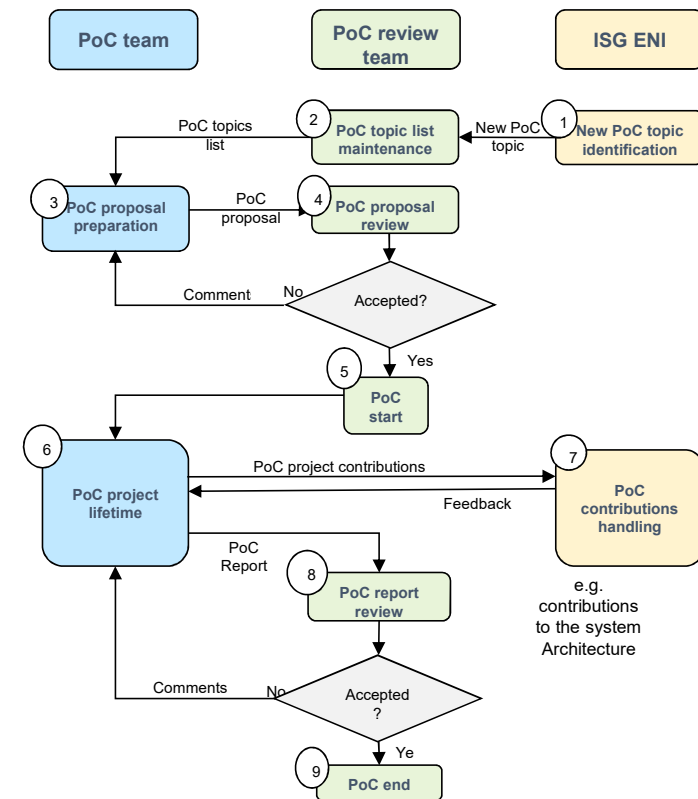 PoC team
PoC review
team
ISG ENI
1
New PoC topic
identification
New PoC
topic
2
PoC topic list
maintenance
PoC topics
list
3
PoC proposal
preparation
PoC
proposal
4
PoC proposal
review
Accepted?
No
Comment
Yes
5
PoC
start
6
PoC project
lifetime
PoC project contributions
Feedback
7
PoC
contributions
handling
e.g.
contributions
to the system
Architecture
PoC
Report
8
PoC report
review
Accepted
?
No
Comments
Ye
9
PoC end